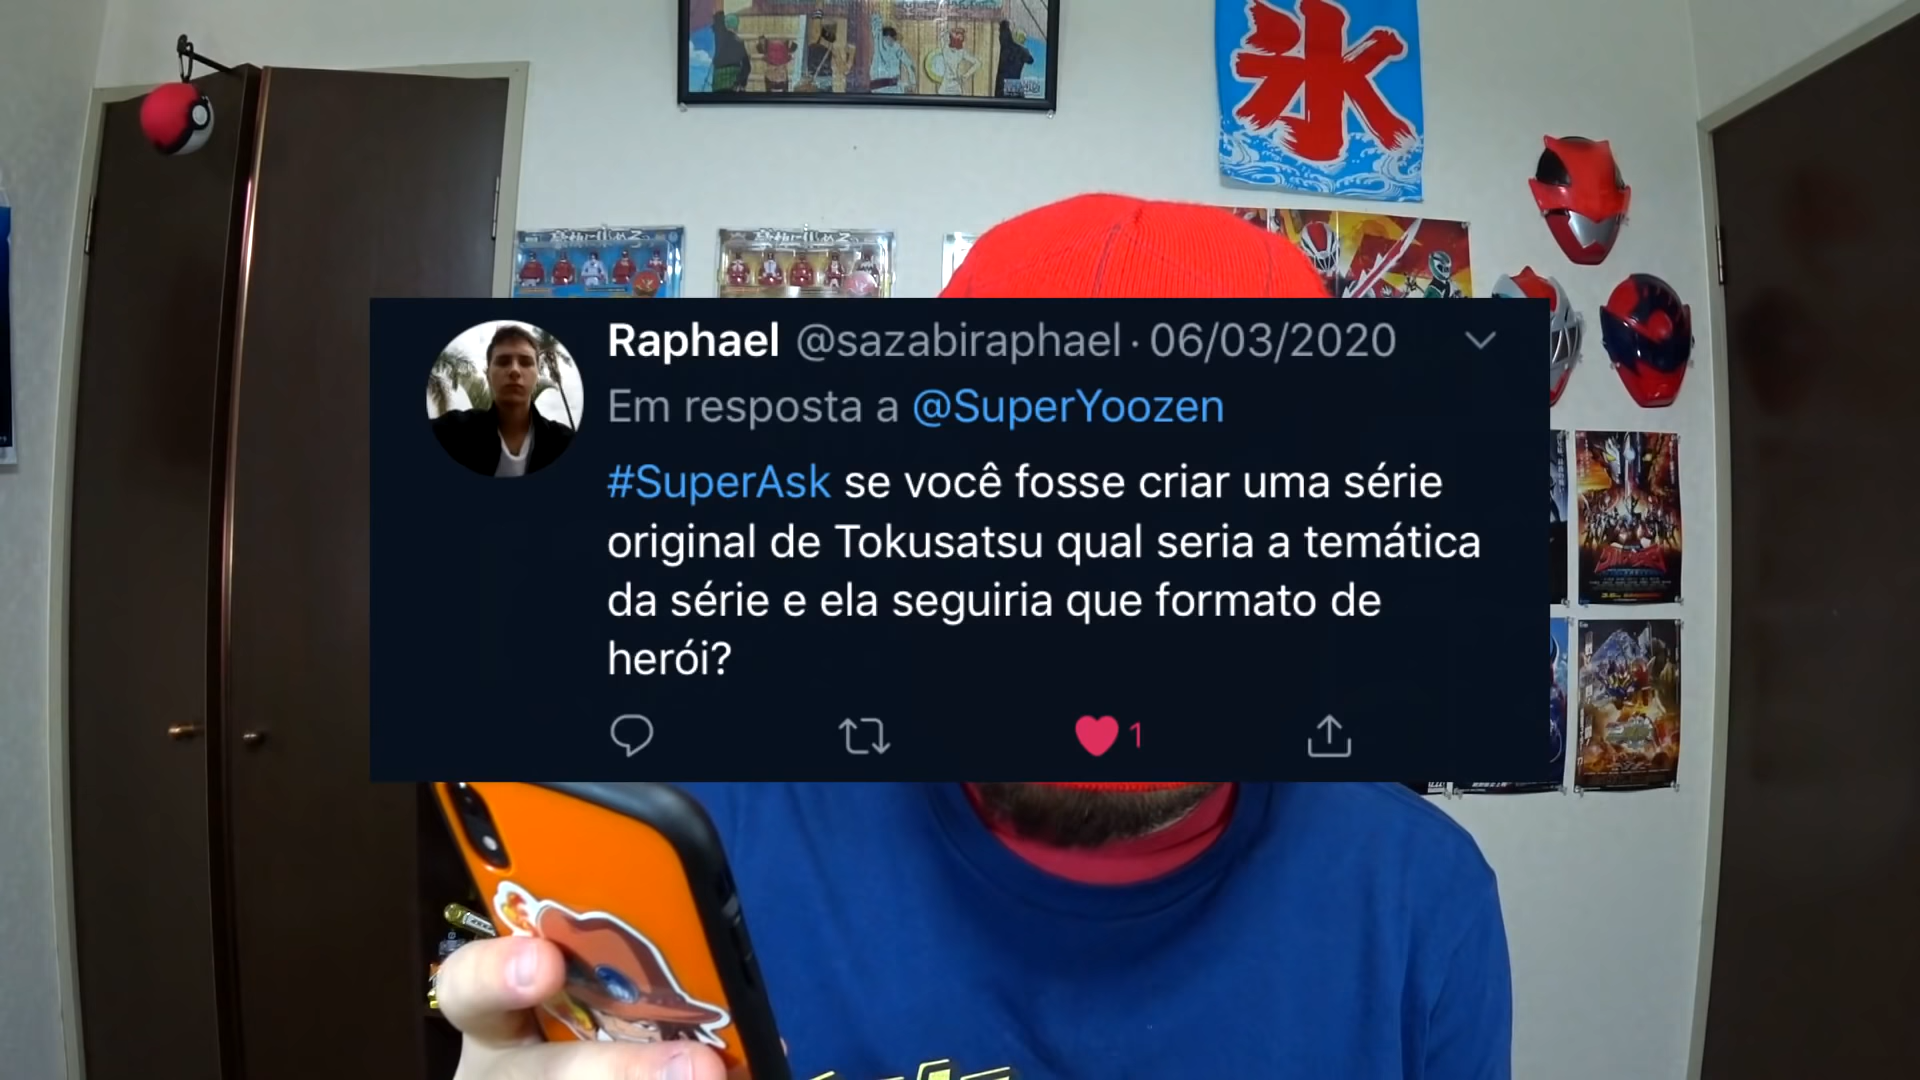 氷
Raphael @sazabiraphael · 06/03/2020
Em resposta a @SuperYoozen
#SuperAsk se você fosse criar uma série
original de Tokusatsu qual seria a temática
da série e ela seguiria que formato de
herói?
1